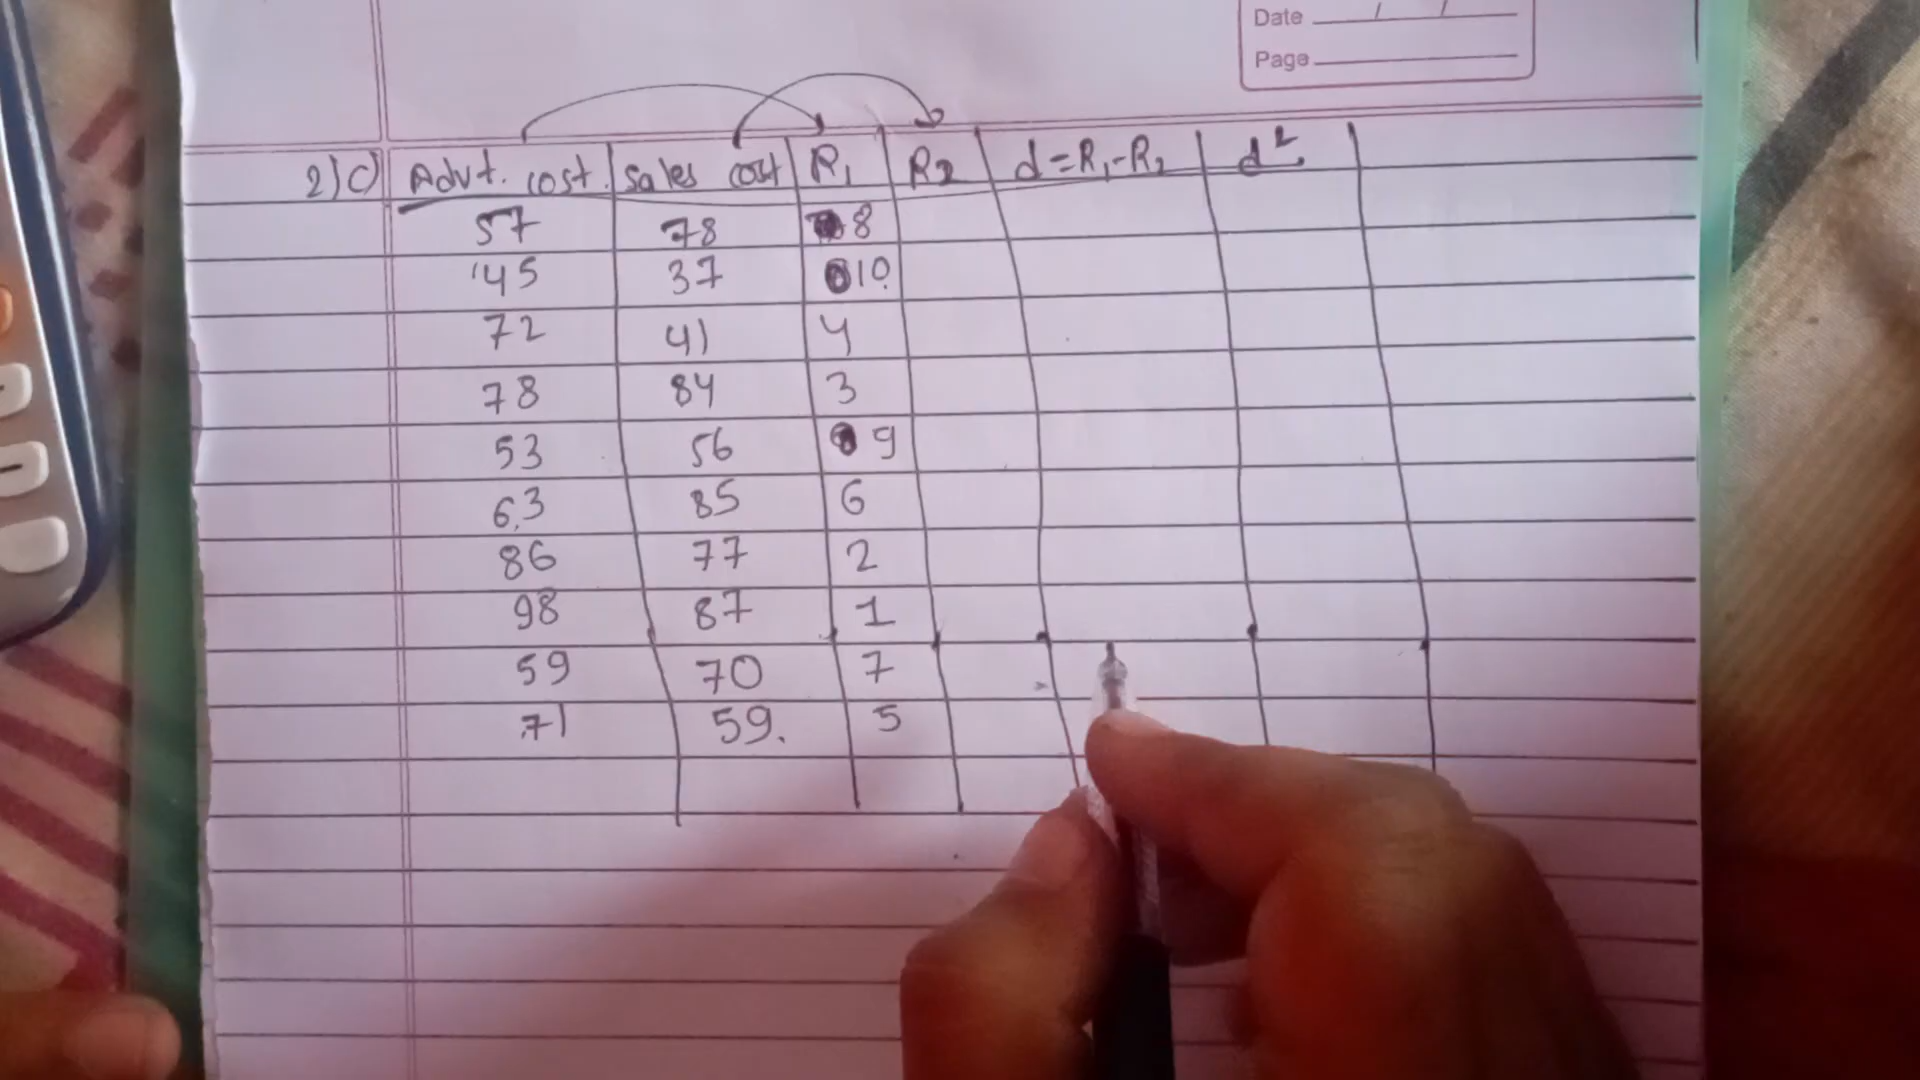 Date / /
Page
2)C) Advt. cost. Sales cost R₁ R₂ d=R₁-R₂ d²
57 78 8
45 37 10
72 41 4
78 84 3
53 56 9
63 85 6
86 77 2
98 87 1
59 70 7
71 59. 5